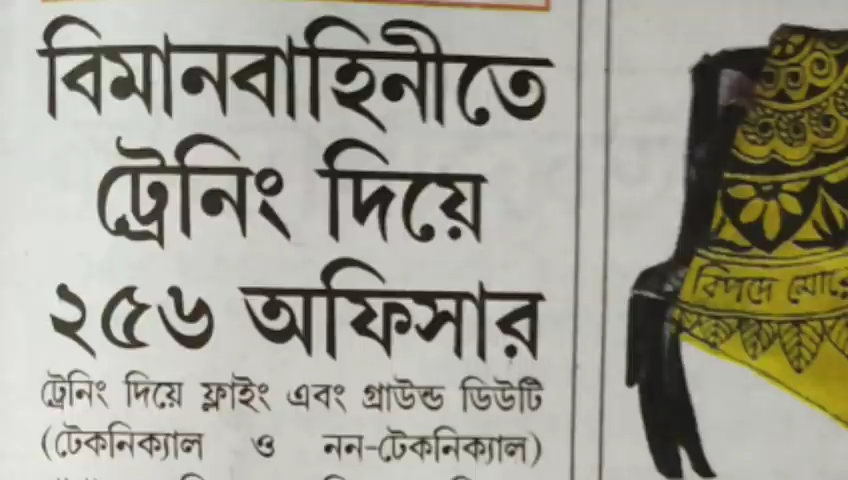 বিমানবাহিনীতে
ট্রেনিং দিয়ে
২৫৬ অফিসার
ট্রেনিং দিয়ে ফ্লাইং এবং গ্রাউন্ড ডিউটি
(টেকনিক্যাল ও নন-টেকনিক্যাল)